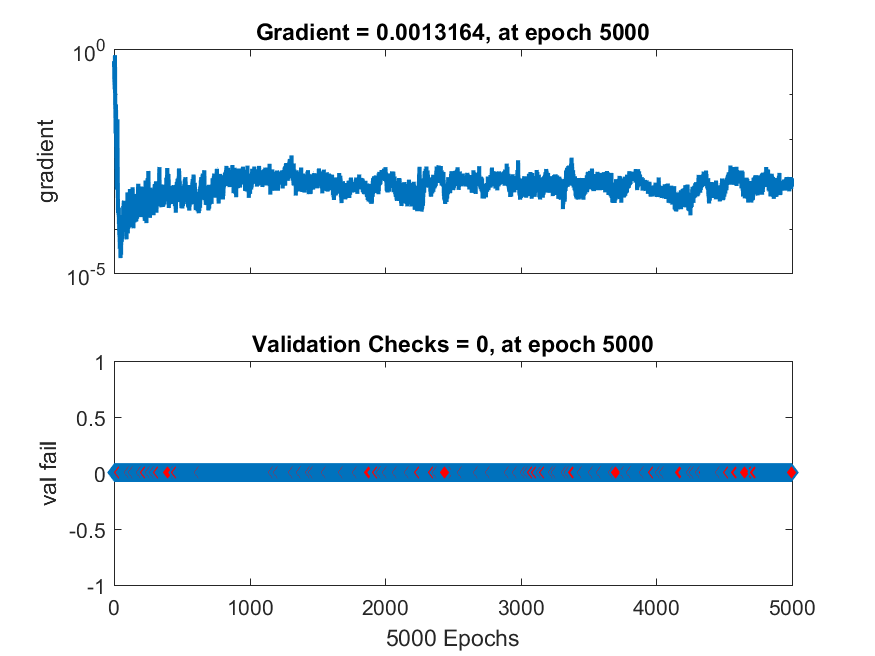 Gradient = 0.0013164, at epoch 5000
10^0
gradient
10^-5
Validation Checks = 0, at epoch 5000
1
0.5
val fail
0
-0.5
-1
0 1000 2000 3000 4000 5000
5000 Epochs